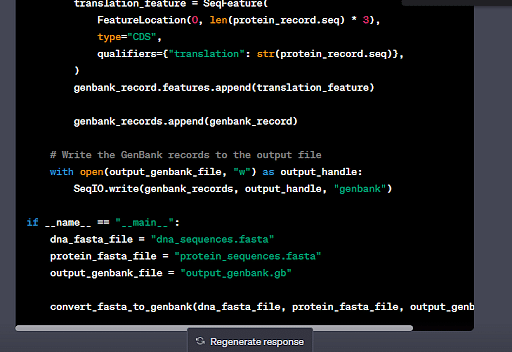 translation_feature = SeqFeature(
            FeatureLocation(0, len(protein_record.seq) * 3),
            type="CDS",
            qualifiers={"translation": str(protein_record.seq)},
        )
        genbank_record.features.append(translation_feature)

        genbank_records.append(genbank_record)

    # Write the GenBank records to the output file
    with open(output_genbank_file, "w") as output_handle:
        SeqIO.write(genbank_records, output_handle, "genbank")

if __name__ == "__main__":
    dna_fasta_file = "dna_sequences.fasta"
    protein_fasta_file = "protein_sequences.fasta"
    output_genbank_file = "output_genbank.gb"

    convert_fasta_to_genbank(dna_fasta_file, protein_fasta_file, output_genb
Regenerate response